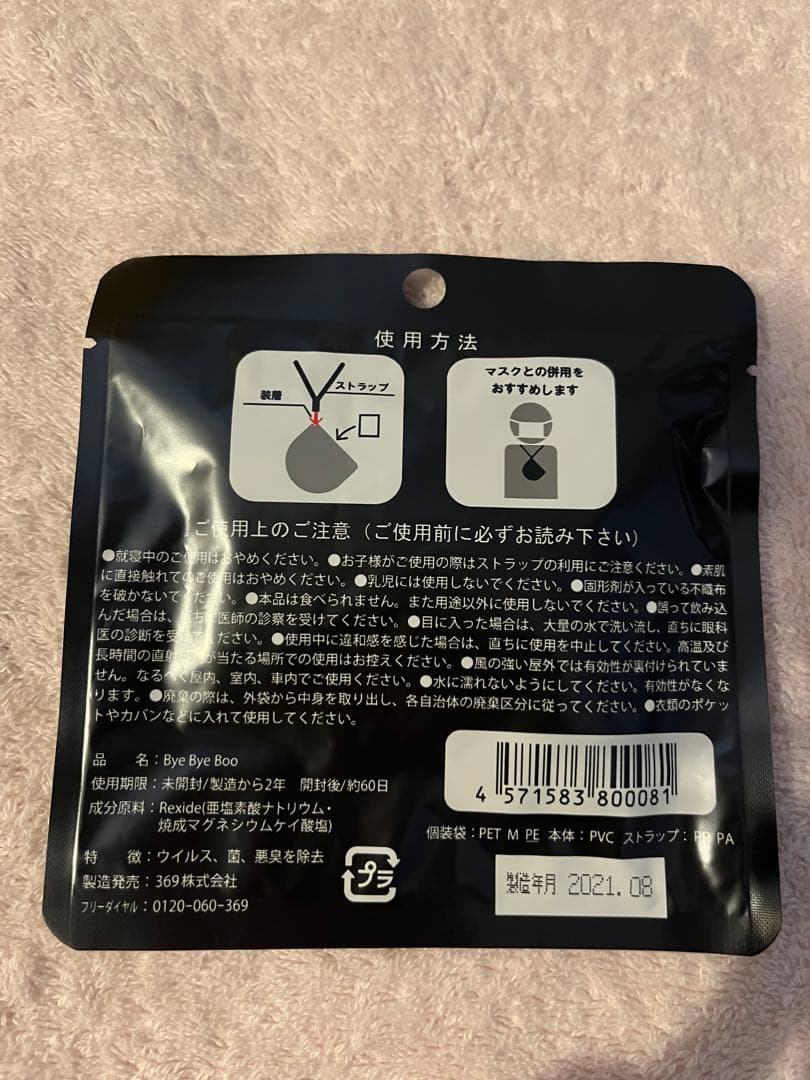 使用方法
装着
ストラップ
マスクとの併用を
おすすめします
ご使用上のご注意(ご使用前に必ずお読み下さい)
●就寝中のご使用はおやめください。●お子様がご使用の際はストラップの利用にご注意ください。●素肌
に直接触れてのご使用はおやめください。●乳児には使用しないでください。●固形剤が入っている不織布
を破かないでください。●本品は食べられません。また用途以外に使用しないでください。●誤って飲み込
んだ場合は、直ちに医師の診察を受けてください。●目に入った場合は、大量の水で洗い流し、直ちに眼科
医の診断を受けてください。●使用中に違和感を感じた場合は、直ちに使用を中止してください。高温及び
長時間の直射 が当たる場所での使用はお控えください。●風の強い屋外では有効性が裏付けられていま
せん。なるべく屋内、室内、車内でご使用ください。●水に濡れないようにしてください。有効性がなくな
ります。●廃棄の際は、外袋から中身を取り出し、各自治体の廃棄区分に従ってください。●衣類のポケッ
トやカバンなどに入れて使用してください。
品 名:Bye Bye Boo
使用期限:未開封/製造から2年 開封後/約60日
成分原料:Rexide(亜塩素酸ナトリウム・
焼成マグネシウムケイ酸塩)
特 徴:ウイルス、菌、悪臭を除去
製造発売:369株式会社
フリーダイヤル:0120-060-369
プラ
4 571583 800081
個装袋:PET M PE 本体:PVC ストラップ:PP PA
製造年月 2021.08